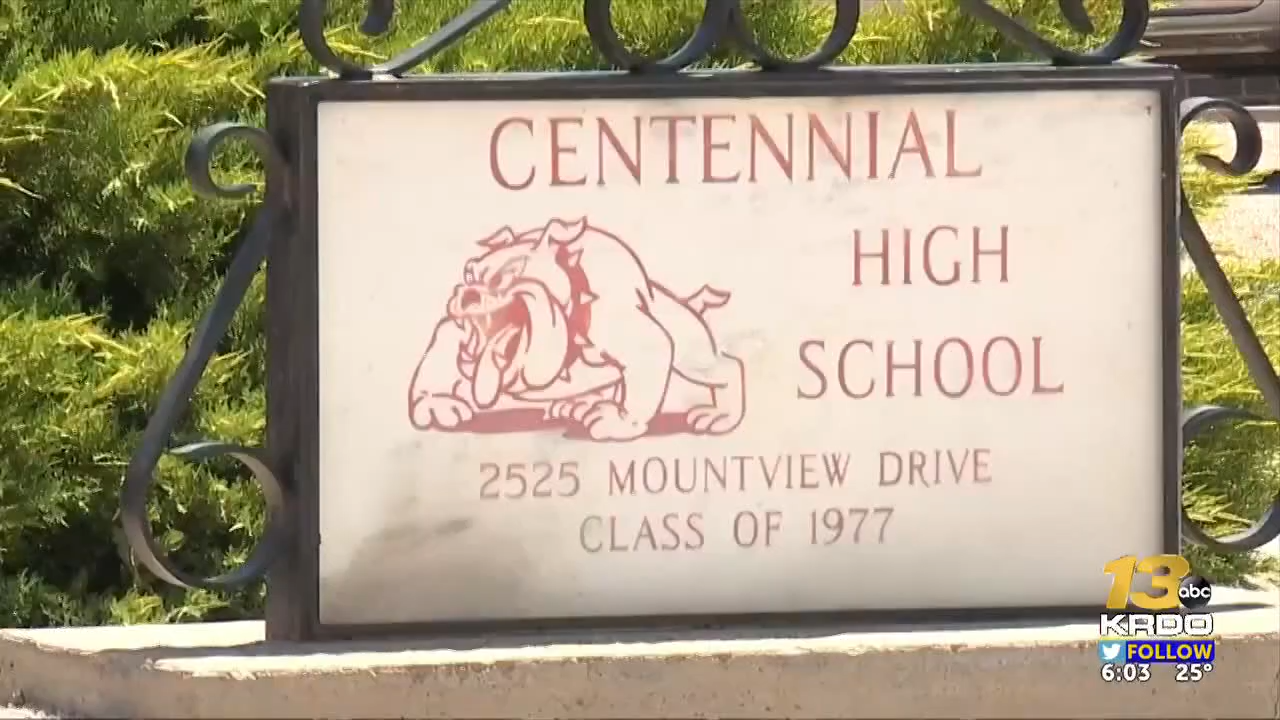 CENTENNIAL
HIGH
SCHOOL
2525 MOUNTVIEW DRIVE
CLASS OF 1977
13 abc
KRDO
FOLLOW
6:03 25°